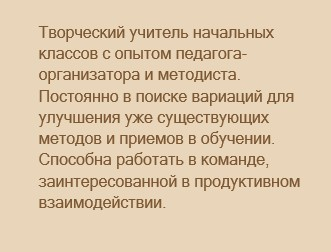 Творческий учитель начальных
классов с опытом педагога-
организатора и методиста.
Постоянно в поиске вариаций для
улучшения уже существующих
методов и приемов в обучении.
Способна работать в команде,
заинтересованной в продуктивном
взаимодействии.